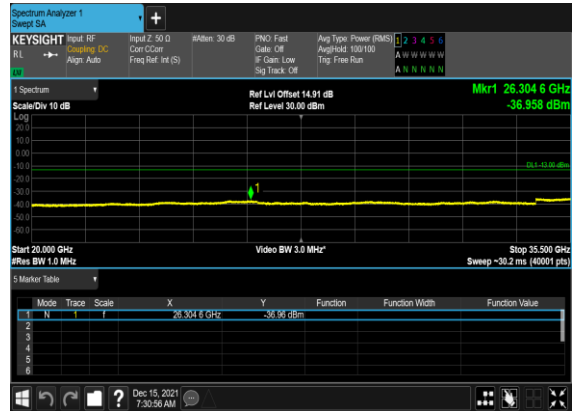 Spectrum Analyzer 1
Swept SA
+
KEYSIGHT Input: RF Input Z: 50 Ω #Atten: 30 dB PNO: Fast Avg Type: Power (RMS) 1 2 3 4 5 6
RL Coupling: DC Corr CCorr Gate: Off Avg|Hold: 100/100 A W W W W W
Align: Auto Freq Ref: Int (S) IF Gain: Low Trig: Free Run
Sig Track: Off A N N N N N
1 Spectrum Ref Lvl Offset 14.91 dB Mkr1 26.304 6 GHz
Scale/Div 10 dB Ref Level 30.00 dBm -36.958 dBm
Log
20.0
10.0
0.00
-10.0 DL1 -13.00 dBm
-20.0
-30.0 1
-40.0
-50.0
-60.0
Start 20.000 GHz Video BW 3.0 MHz* Stop 35.500 GHz
#Res BW 1.0 MHz Sweep ~30.2 ms (40001 pts)
5 Marker Table
Mode Trace Scale X Y Function Function Width Function Value
1 N 1 f 26.304 6 GHz -36.96 dBm
2
3
4
5
6
? Dec 15, 2021
7:30:56 AM